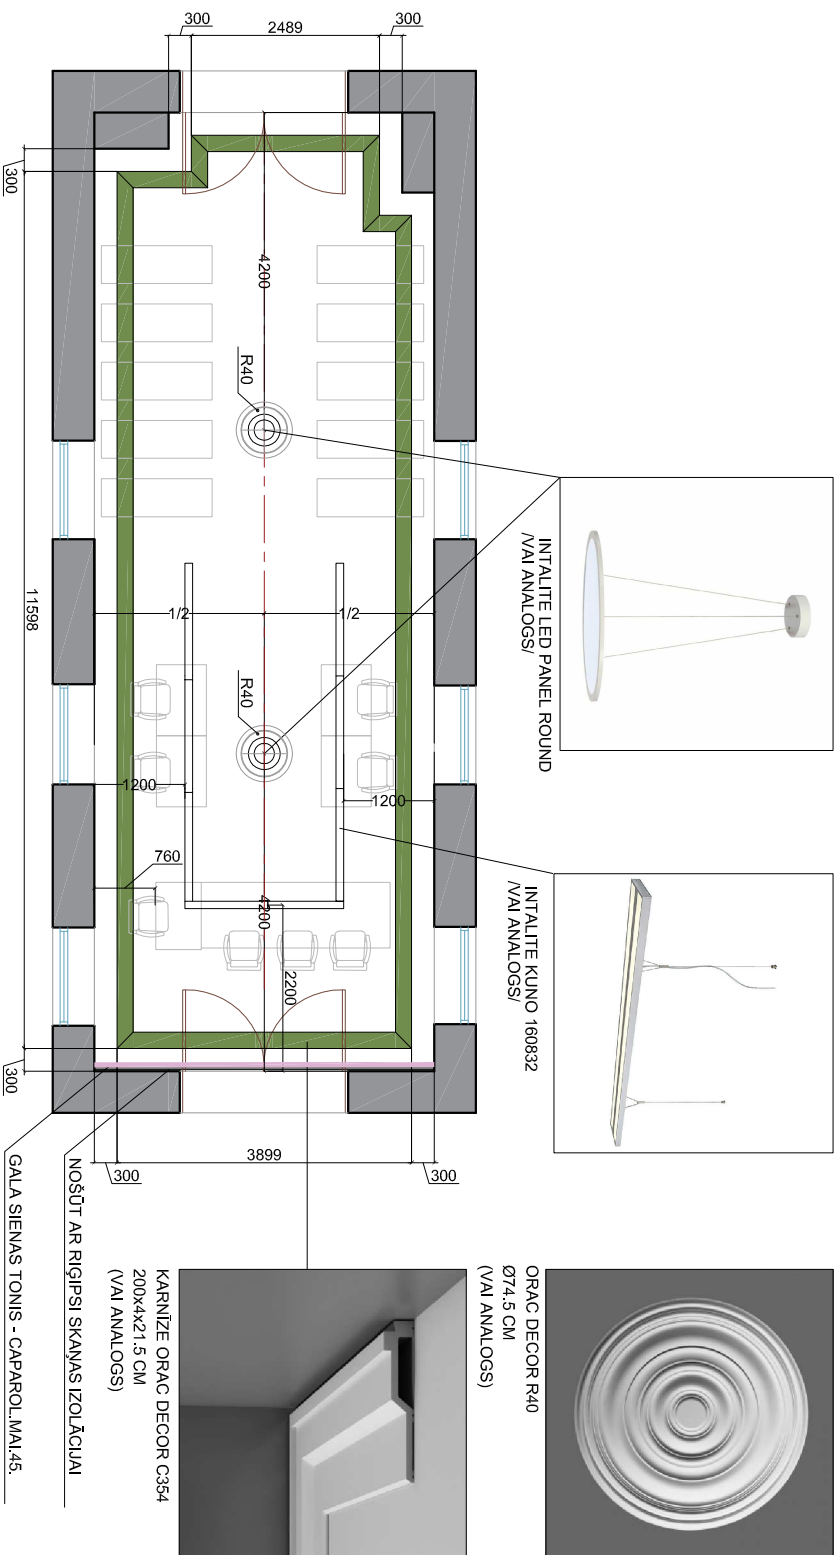 300
2489
300
300
4200
R40
INTALITE LED PANEL ROUND
/VAI ANALOGS/
11598
1/2
1/2
R40
1200
1200
760
4200
2200
INTALITE KUNO 160832
/VAI ANALOGS/
300
300
3899
300
GALA SIENAS TONIS - CAPAROL.MAI.45.
NOŠŪT AR RIĢIPSI SKAŅAS IZOLĀCIJAI
KARNĪZE ORAC DECOR C354
200x4x21.5 CM
(VAI ANALOGS)
ORAC DECOR R40
Ø74.5 CM
(VAI ANALOGS)